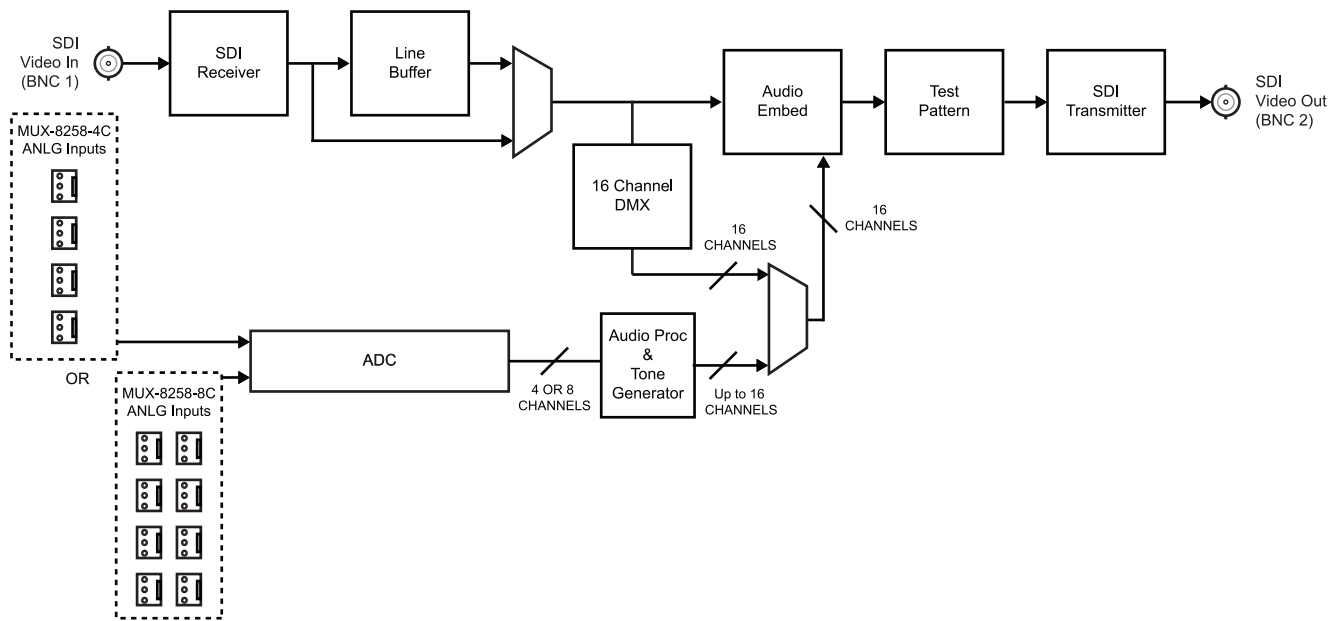 SDI
Video In
(BNC 1)
SDI
Receiver
Line
Buffer
Audio
Embed
Test
Pattern
SDI
Transmitter
SDI
Video Out
(BNC 2)
MUX-8258-4C
ANLG Inputs
16 Channel
DMX
16
CHANNELS
16
CHANNELS
OR
ADC
4 OR 8
CHANNELS
Audio Proc
&
Tone
Generator
Up to 16
CHANNELS
MUX-8258-8C
ANLG Inputs